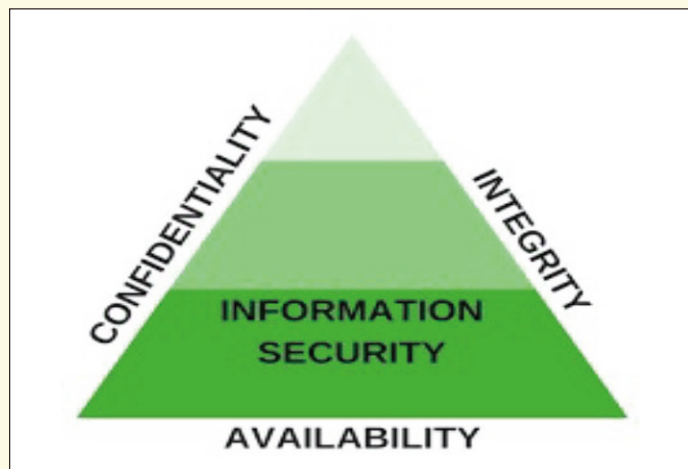 CONFIDENTIALITY
INTEGRITY
INFORMATION
SECURITY
AVAILABILITY